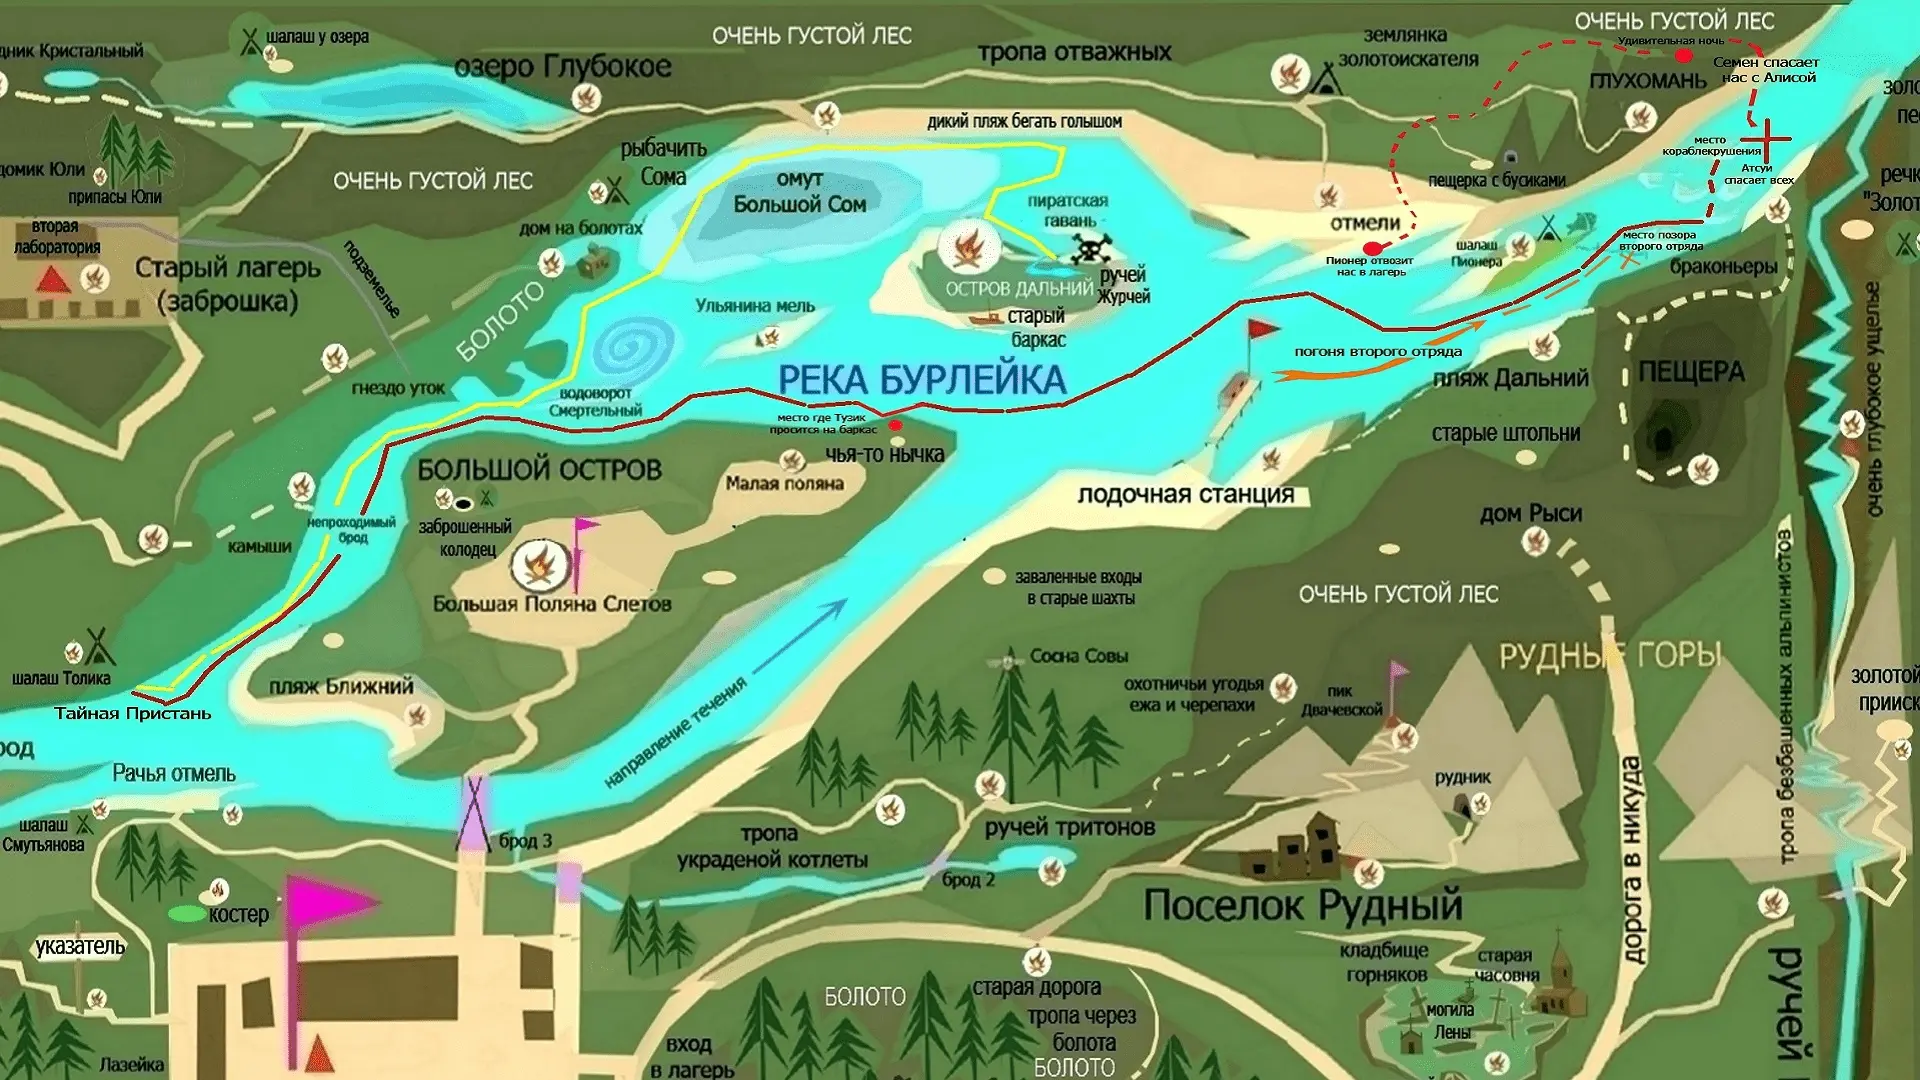 ОЧЕНЬ ГУСТОЙ ЛЕС
Удивительная ночь
шалаш у озера
ОЧЕНЬ ГУСТОЙ ЛЕС
землянка
золотоискателя
дник Кристальный
озеро Глубокое
тропа отважных
Семен спасает
нас с Алисой
ГЛУХОМАНЬ
золо
пе
дикий пляж бегать голышом
место
кораблекрушения
рыбачить
Сома
домик Юли
припасы Юли
ОЧЕНЬ ГУСТОЙ ЛЕС
омут
Большой Сом
пещерка с бусиками
Атсуи
спасает всех
речк
"Золот
пиратская
гавань
вторая
лаборатория
дом на болотах
отмели
место позора
второго отряда
шалаш
Пионера
Пионер отвозит
нас в лагерь
браконьеры
Старый лагерь
(заброшка)
подземелье
БОЛОТО
ОСТРОВ ДАЛЬНИЙ
ручей
Журчей
Ульянина мель
старый
баркас
погоня второго отряда
очень глубокое ущелье
РЕКА БУРЛЕЙКА
гнездо уток
водоворот
Смертельный
пляж Дальний
ПЕЩЕРА
место где Тузик
просится на баркас
чья-то нычка
старые штольни
БОЛЬШОЙ ОСТРОВ
Малая поляна
лодочная станция
дом Рыси
непроходимый
брод
заброшенный
колодец
камыши
Большая Поляна Слетов
заваленные входы
в старые шахты
ОЧЕНЬ ГУСТОЙ ЛЕС
тропа безбашенных альпинистов
РУДНЫЕ ГОРЫ
Сосна Совы
шалаш Толика
пляж Ближний
охотничьи угодья
ежа и черепахи
пик
Двачевской
золотой
прииск
Тайная Пристань
направление течения
род
Рачья отмель
рудник
дорога в никуда
шалаш
Смутьянова
брод 3
тропа
украденой котлеты
ручей тритонов
брод 2
Поселок Рудный
костер
указатель
кладбище
горняков
старая
часовня
ручей
БОЛОТО
старая дорога
тропа через
болота
могила
Лены
вход
в лагерь
Лазейка
БОЛОТО